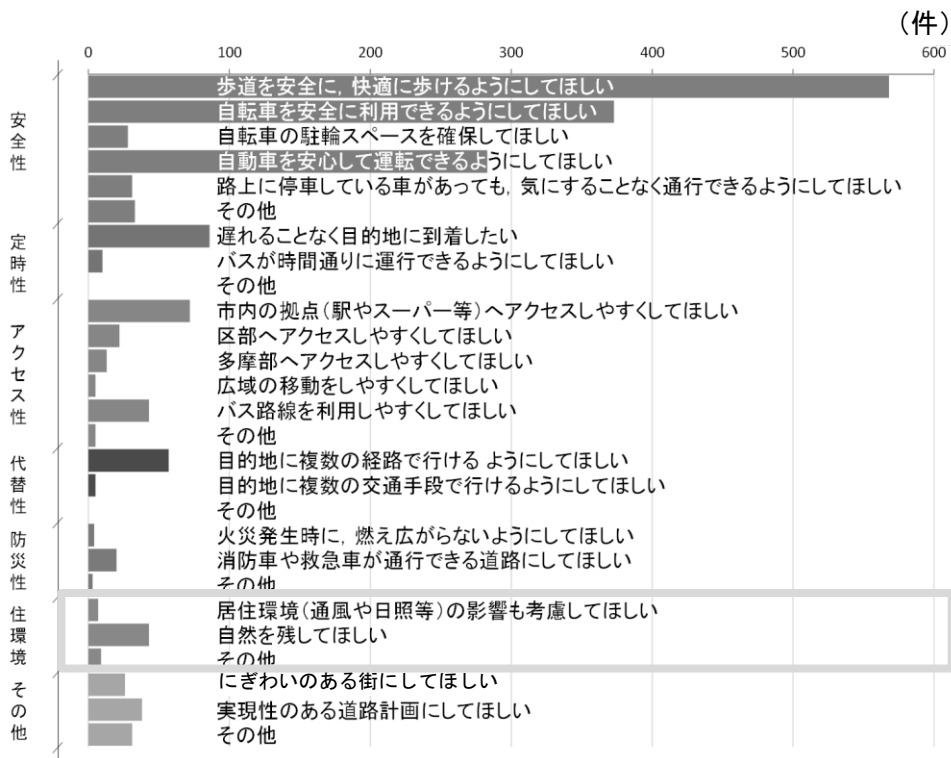 （件）
0 100 200 300 400 500 600
安全性
歩道を安全に，快適に歩けるようにしてほしい
自転車を安全に利用できるようにしてほしい
自転車の駐輪スペースを確保してほしい
自動車を安心して運転できるようにしてほしい
路上に停車している車があっても，気にすることなく通行できるようにしてほしい
その他
定時性
遅れることなく目的地に到着したい
バスが時間通りに運行できるようにしてほしい
その他
アクセス性
市内の拠点（駅やスーパー等）へアクセスしやすくしてほしい
区部へアクセスしやすくしてほしい
多摩部へアクセスしやすくしてほしい
広域の移動をしやすくしてほしい
バス路線を利用しやすくしてほしい
その他
代替性
目的地に複数の経路で行ける ようにしてほしい
目的地に複数の交通手段で行けるようにしてほしい
その他
防災性
火災発生時に，燃え広がらないようにしてほしい
消防車や救急車が通行できる道路にしてほしい
その他
住環境
居住環境（通風や日照等）の影響も考慮してほしい
自然を残してほしい
その他
その他
にぎわいのある街にしてほしい
実現性のある道路計画にしてほしい
その他